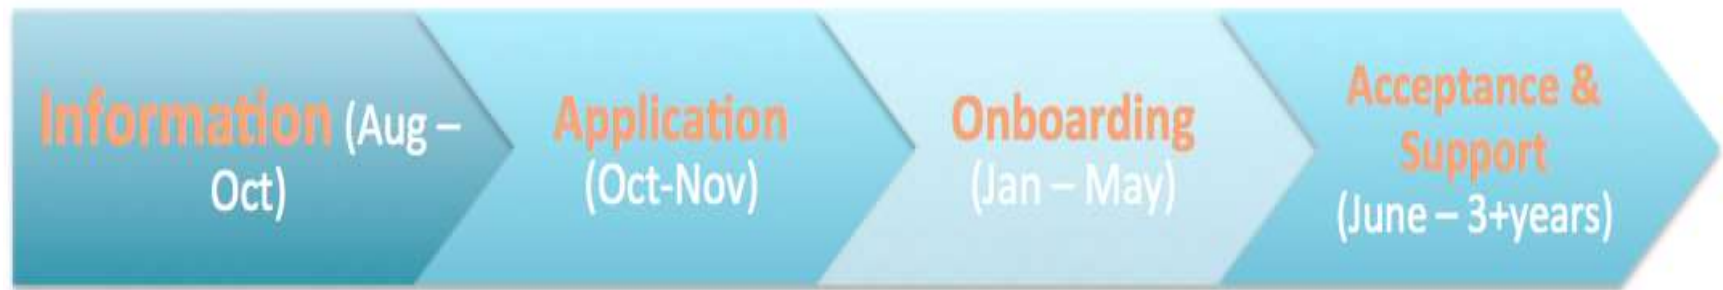 Information (Aug –
Oct)
Application
(Oct-Nov)
Onboarding
(Jan – May)
Acceptance &
Support
(June – 3+years)